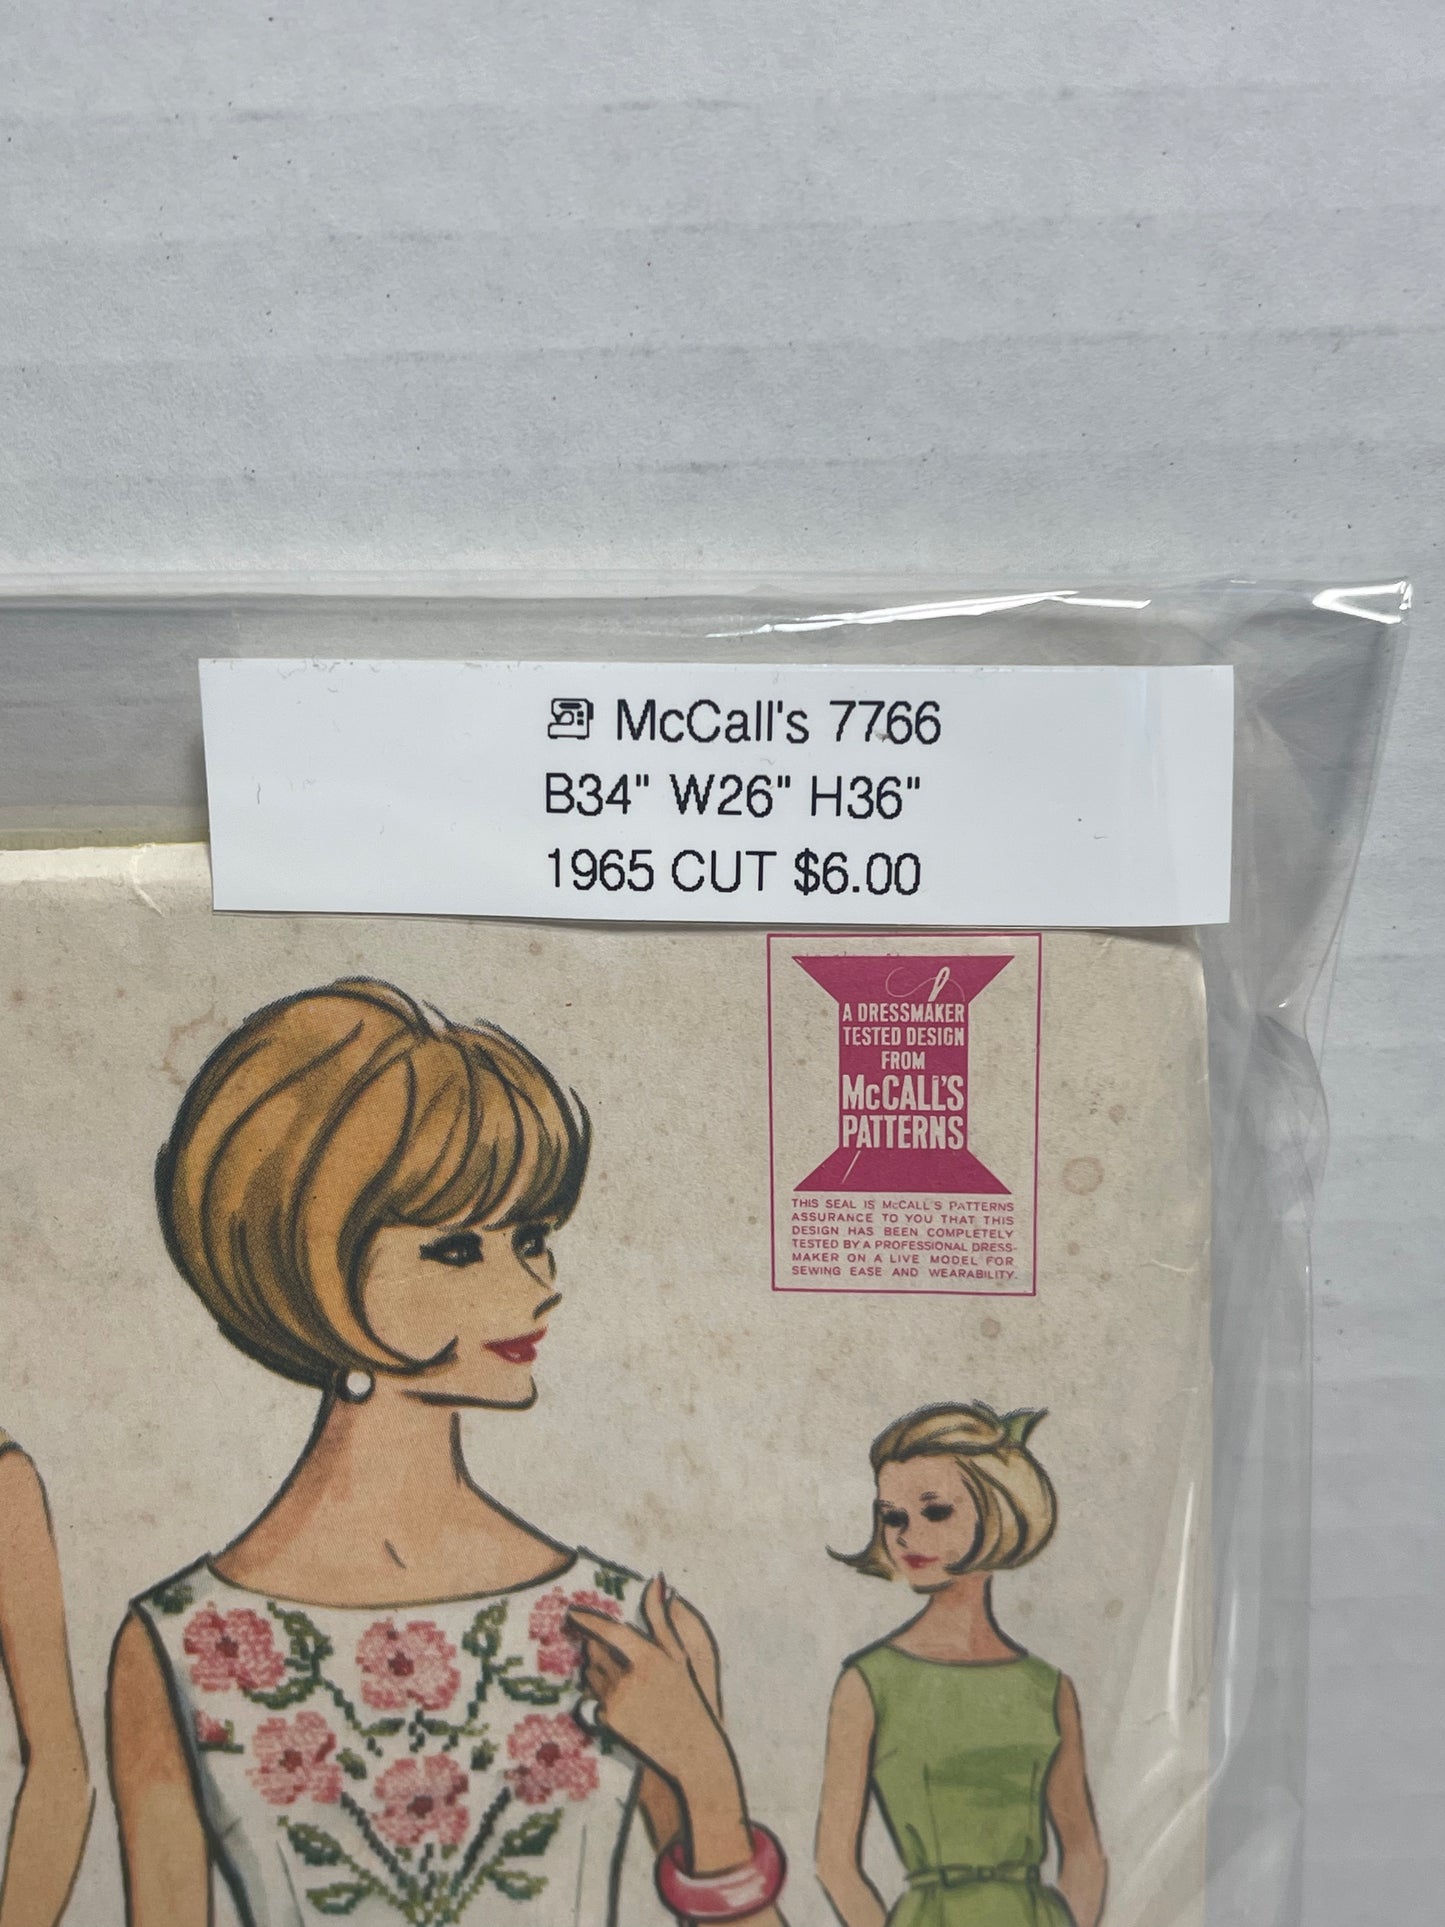 McCall's 7766
B34" W26" H36"
1965 CUT $6.00
A DRESSMAKER
TESTED DESIGN
FROM
McCALL'S
PATTERNS
THIS SEAL IS McCALL'S PATTERNS
ASSURANCE TO YOU THAT THIS
DESIGN HAS BEEN COMPLETELY
TESTED BY A PROFESSIONAL DRESS-
MAKER ON A LIVE MODEL FOR
SEWING EASE AND WEARABILITY.